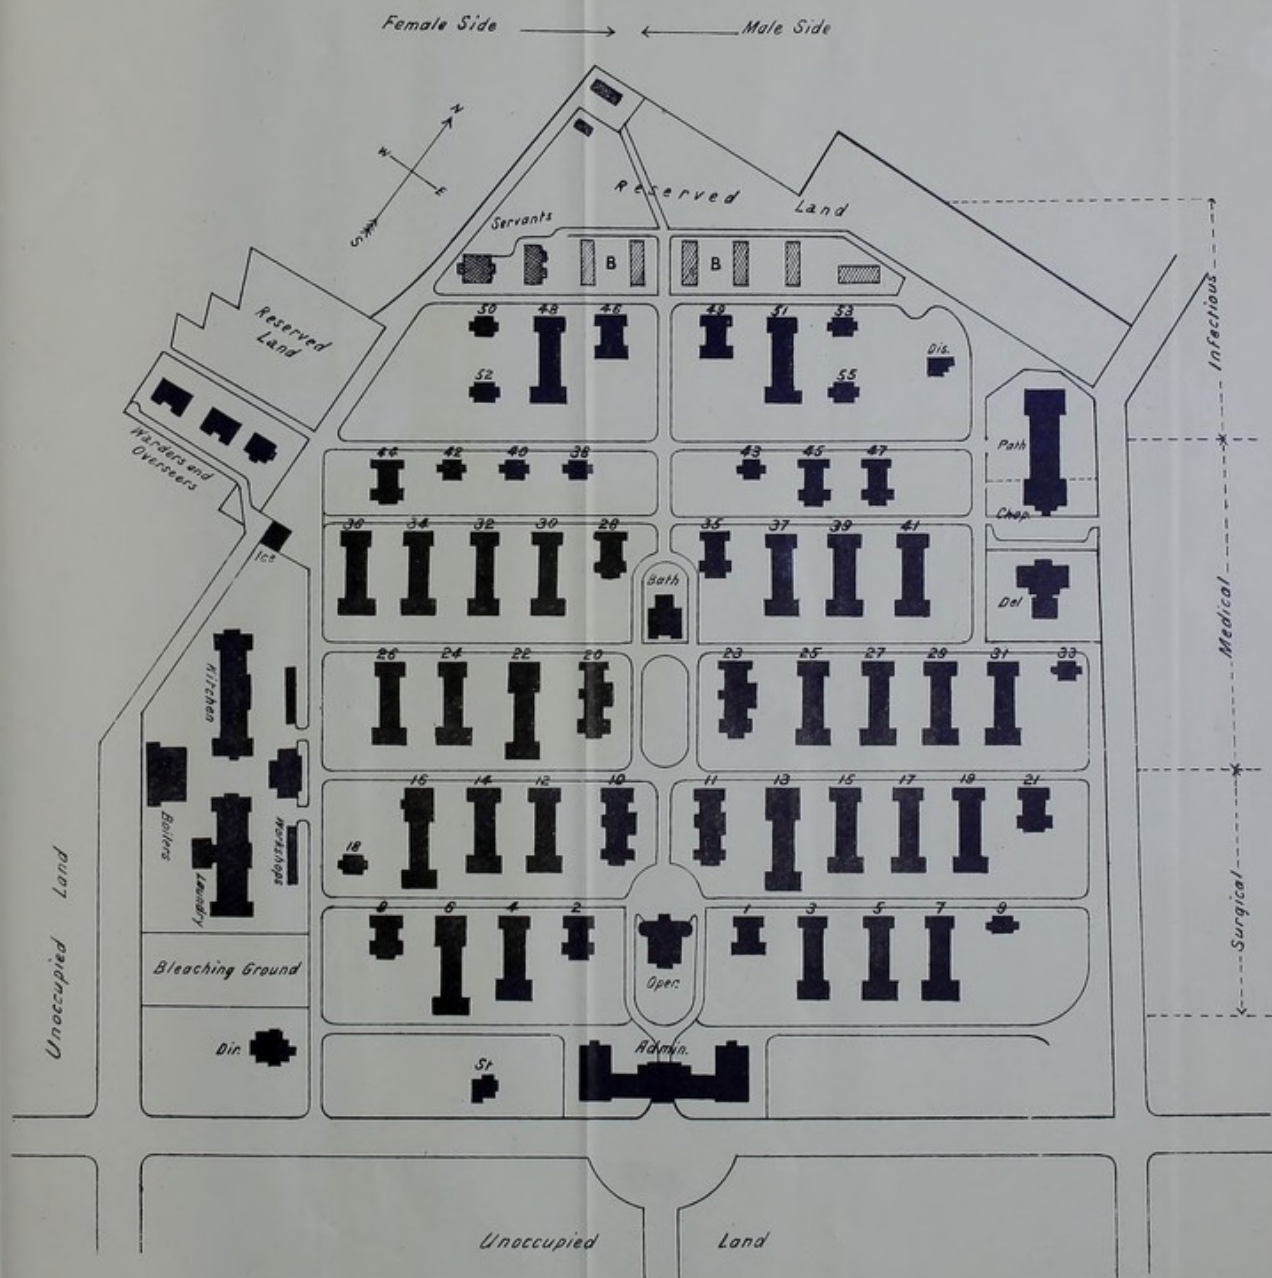 Female Side
Male Side
N
W
E
S
Reserved Land
Servants
B
B
Reserved
Land
50
48
46
49
51
53
52
55
Dis.
Infectious
Warders and
Overseers
44
42
40
38
43
45
47
Path
Chap.
36
34
32
30
28
35
37
39
41
Ice
Bath
Del
Medical
26
24
22
20
23
25
27
29
31
33
Kitchen
16
14
12
10
11
13
15
17
19
21
18
Boilers
Workshops
Laundry
Surgical
8
6
4
2
1
3
5
7
9
Oper.
Bleaching Ground
Unoccupied Land
Dir.
St
Admin.
Unoccupied Land